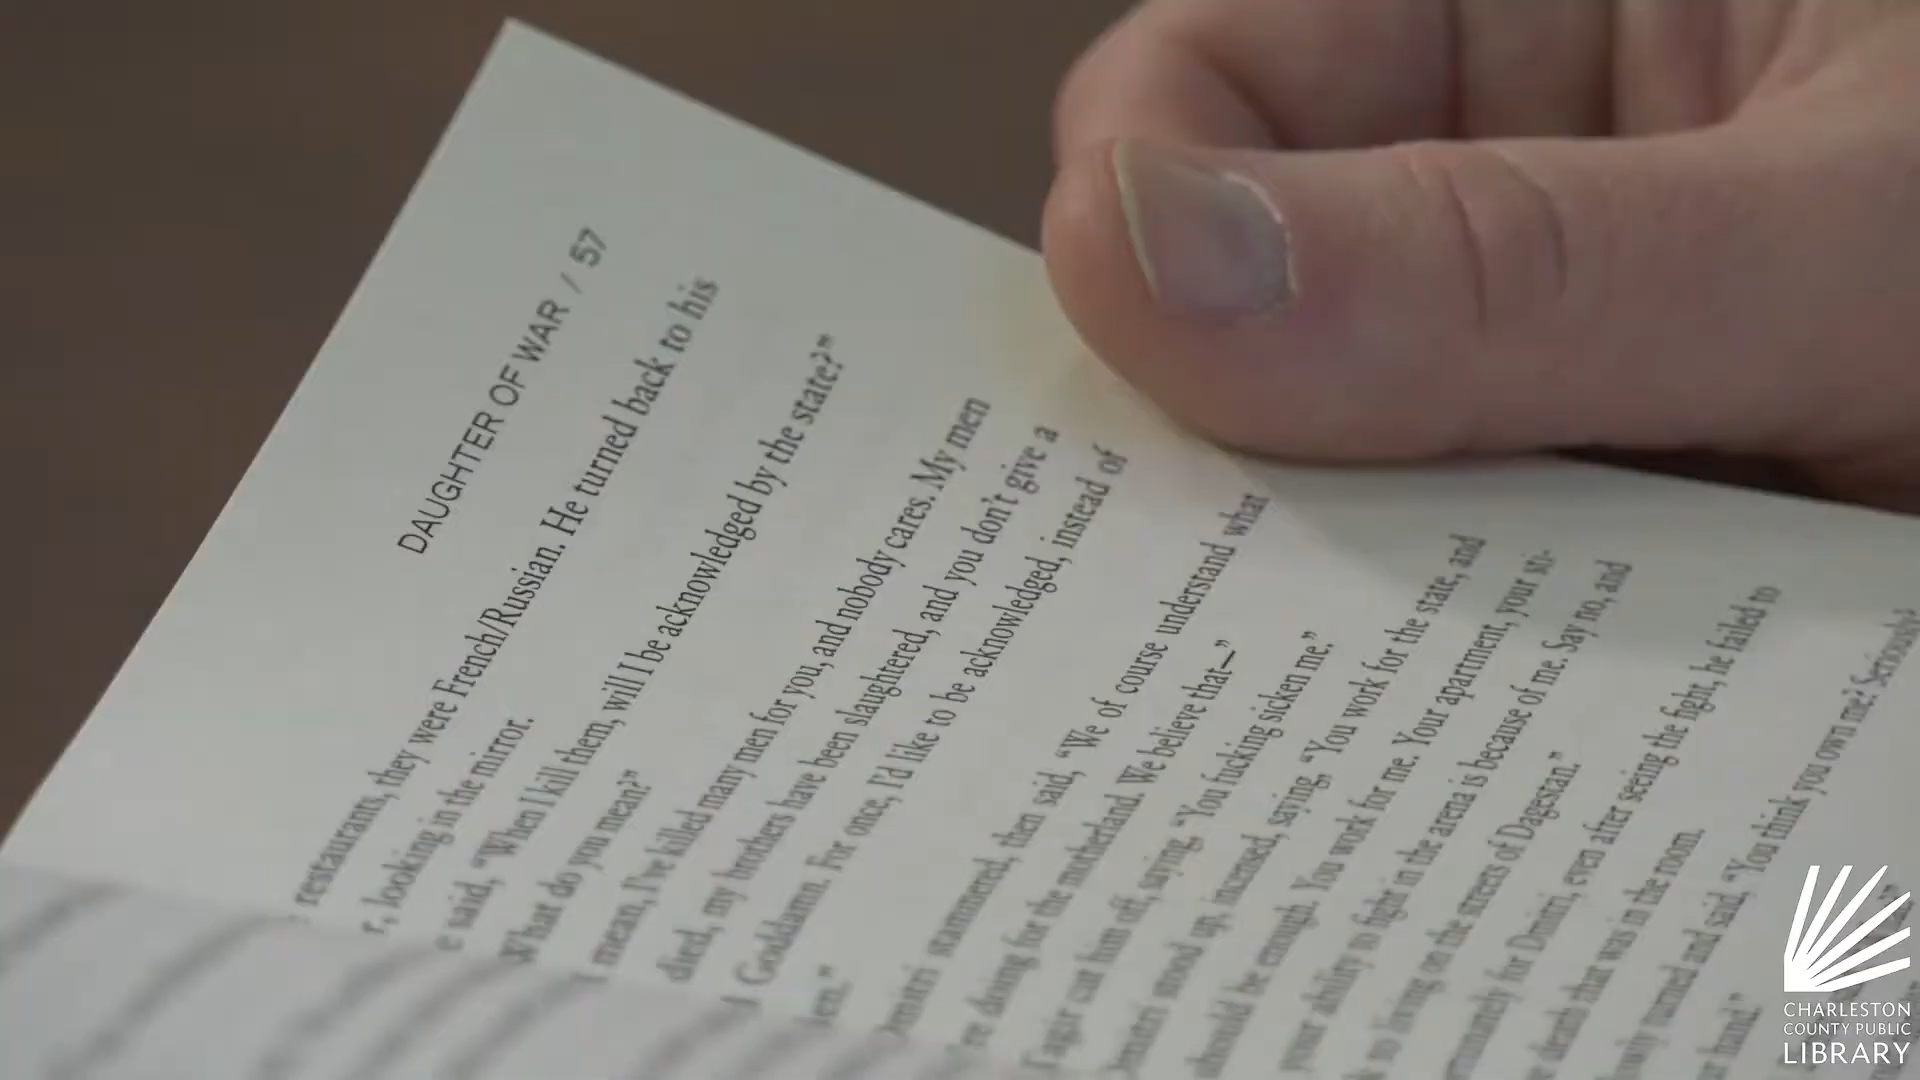 DAUGHTER OF WAR / 57
restaurants, they were French/Russian. He turned back to his
looking in the mirror.
said, “When I kill them, will I be acknowledged by the state?”
What do you mean?”
I mean, I've killed many men for you, and nobody cares. My men
died, my brothers have been slaughtered, and you don't give a
Goddamn. For once, I'd like to be acknowledged, instead of
Dmitri stammered, then said, “We of course understand what
doing for the motherland. We believe that—”
cut him off, saying, “You fucking sicken me.”
Dmitri stood up, incensed, saying, “You work for the state, and
should be enough. You work for me. Your apartment, your sti-
your ability to fight in the arena is because of me. Say no, and
to living on the streets of Dagestan.”
for Dmitri, even after seeing the fight, he failed to
death that was in the room.
turned and said, “You think you own me? Seriously?
hand.”
CHARLESTON
COUNTY PUBLIC
LIBRARY